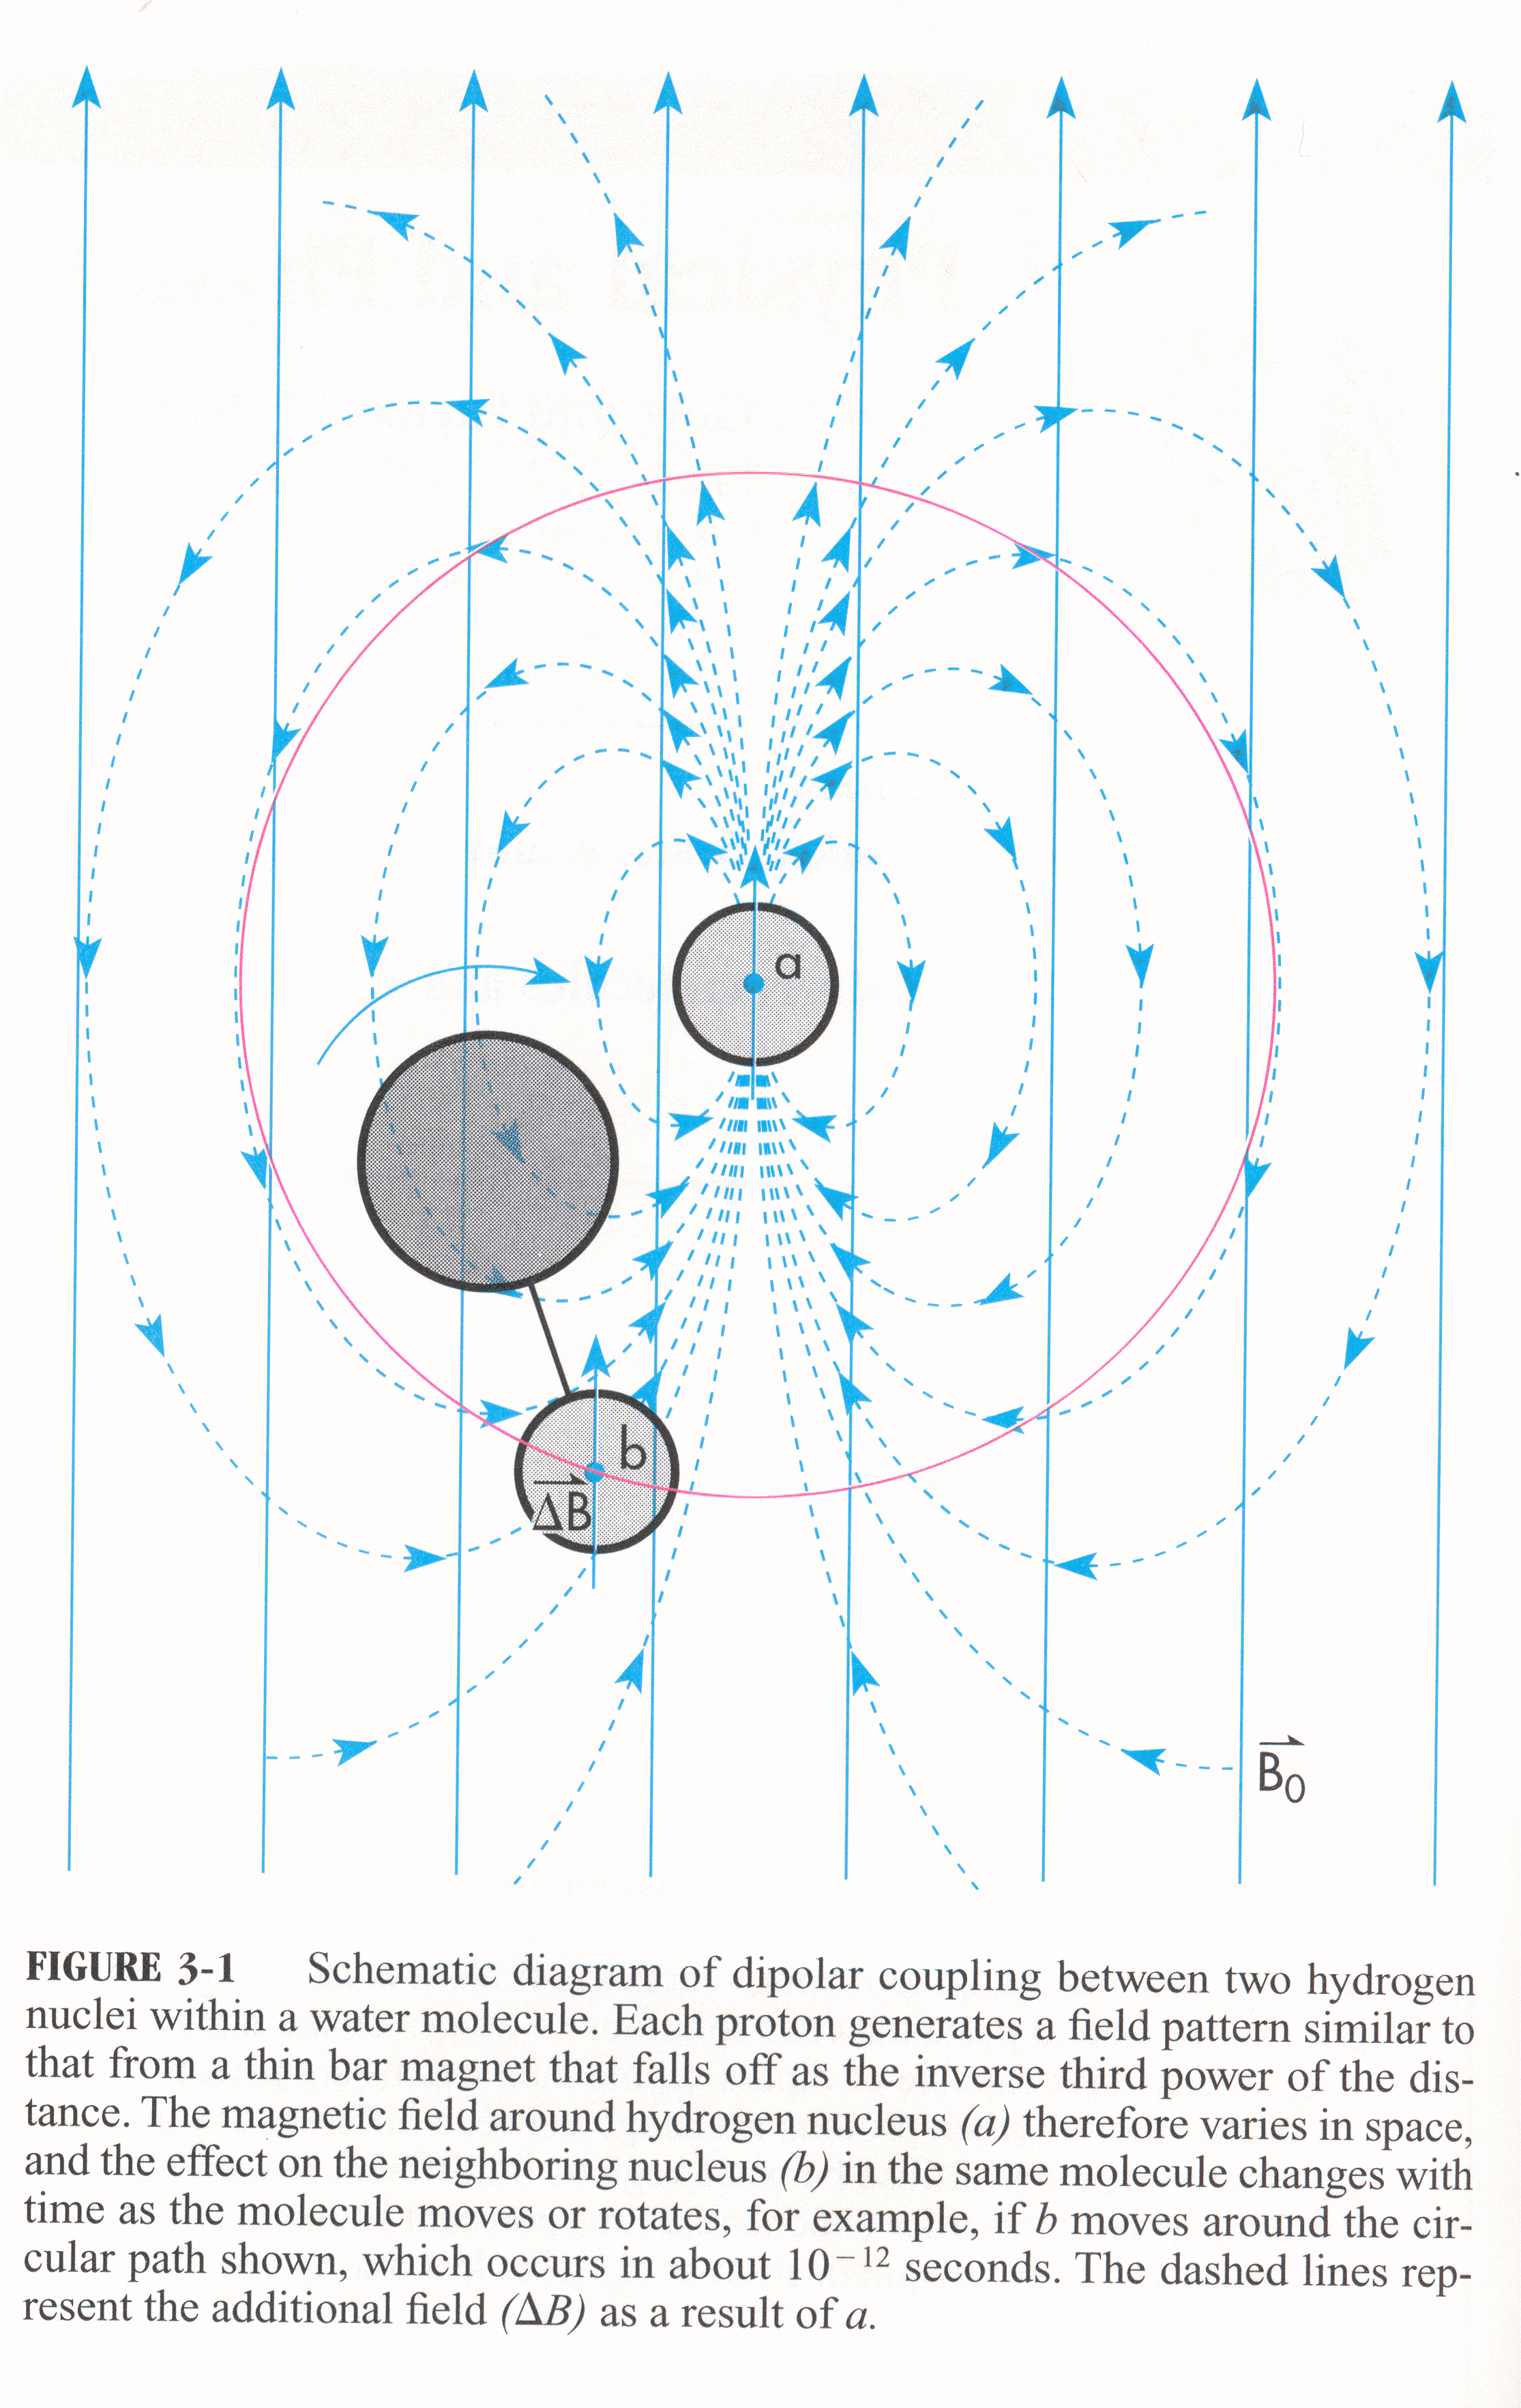 a
b
ΔB
B0
FIGURE 3-1 Schematic diagram of dipolar coupling between two hydrogen
nuclei within a water molecule. Each proton generates a field pattern similar to
that from a thin bar magnet that falls off as the inverse third power of the dis-
tance. The magnetic field around hydrogen nucleus (a) therefore varies in space,
and the effect on the neighboring nucleus (b) in the same molecule changes with
time as the molecule moves or rotates, for example, if b moves around the cir-
cular path shown, which occurs in about 10−12 seconds. The dashed lines rep-
resent the additional field (ΔB) as a result of a.